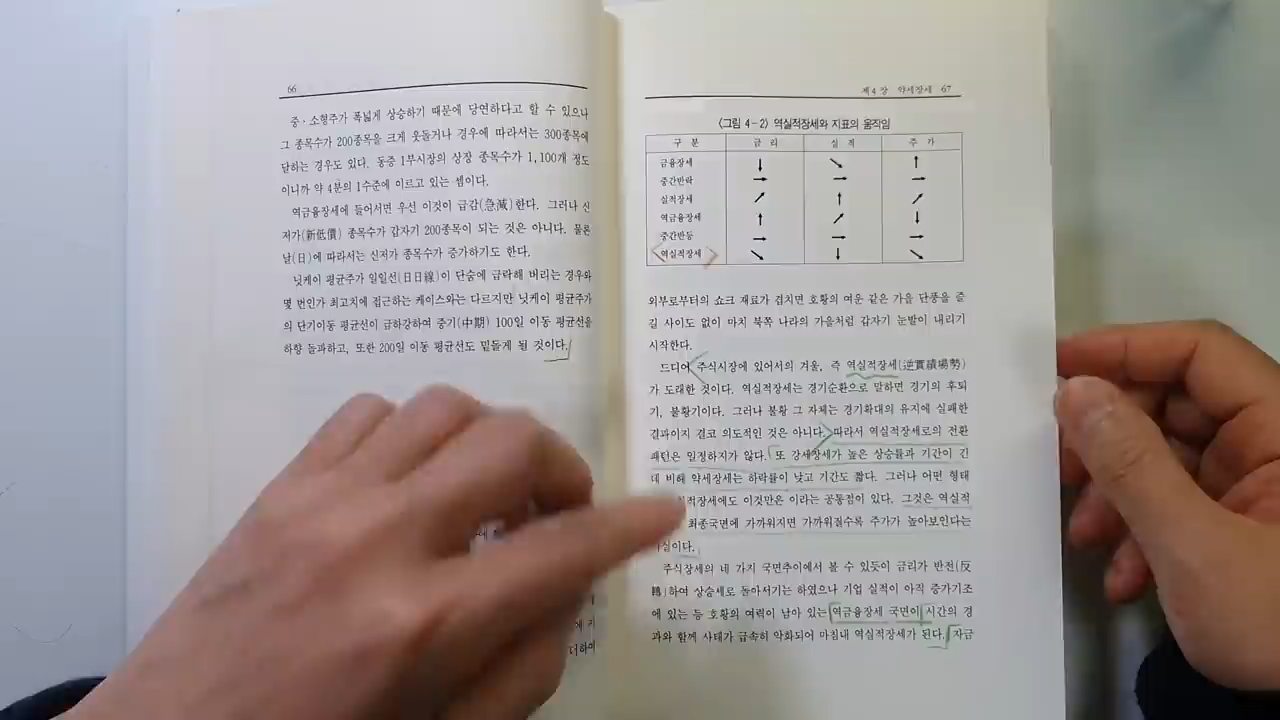 66
중·소형주가 폭넓게 상승하기 때문에 당연하다고 할 수 있으나
그 종목수가 200종목을 크게 웃돌거나 경우에 따라서는 300종목에
달하는 경우도 있다. 동증 1부시장의 상장 종목수가 1,100개 정도
이니까 약 4분의 1수준에 이르고 있는 셈이다.
역금융장세에 들어서면 우선 이것이 급감(急減)한다. 그러나 신
저가(新低價) 종목수가 갑자기 200종목이 되는 것은 아니다. 물론
날(日)에 따라서는 신저가 종목수가 증가하기도 한다.
닛케이 평균주가 일일선(日日線)이 단숨에 급락해 버리는 경우와
몇 번인가 최고치에 접근하는 케이스와는 다르지만 닛케이 평균주가
의 단기이동 평균선이 급하강하여 중기(中期) 100일 이동 평균선을
하향 돌파하고, 또한 200일 이동 평균선도 밑돌게 될 것이다.
더하여
제 4 장 약세장세 67
〈그림 4-2〉 역실적장세와 지표의 움직임
구 분 금 리 실 적 주 가
금융장세 ↓ ↘ ↑
중간반락 → → →
실적장세 ↗ ↑ ↗
역금융장세 ↑ ↗ ↓
중간반등 → → →
역실적장세 ↘ ↓ ↘
외부로부터의 쇼크 재료가 겹치면 호황의 여운 같은 가을 단풍을 즐
길 사이도 없이 마치 북쪽 나라의 가을처럼 갑자기 눈발이 내리기
시작한다.
드디어 주식시장에 있어서의 겨울, 즉 역실적장세(逆實績場勢)
가 도래한 것이다. 역실적장세는 경기순환으로 말하면 경기의 후퇴
기, 불황기이다. 그러나 불황 그 자체는 경기확대의 유지에 실패한
결과이지 결코 의도적인 것은 아니다. 따라서 역실적장세로의 전환
패턴은 일정하지가 않다. 또 강세장세가 높은 상승률과 기간이 긴
데 비해 약세장세는 하락률이 낮고 기간도 짧다. 그러나 어떤 형태
적장세에도 이것만은 이라는 공통점이 있다. 그것은 역실적
최종국면에 가까워지면 가까워질수록 주가가 높아보인다는
사실이다.
주식장세의 네 가지 국면추이에서 볼 수 있듯이 금리가 반전(反
轉)하여 상승세로 돌아서기는 하였으나 기업 실적이 아직 증가기조
에 있는 등 호황의 여력이 남아 있는 역금융장세 국면이 시간의 경
과와 함께 사태가 급속히 악화되어 마침내 역실적장세가 된다. 자금